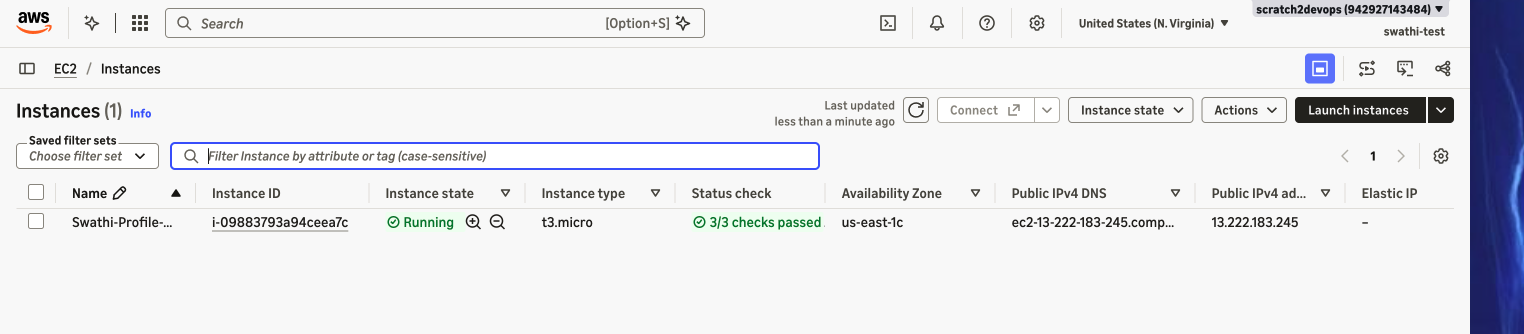 aws
Search [Option+S]
United States (N. Virginia)
scratch2devops (942927143484)
swathi-test
EC2 / Instances
Instances (1) Info
Last updated
less than a minute ago
Connect
Instance state
Actions
Launch instances
Saved filter sets
Choose filter set
Filter Instance by attribute or tag (case-sensitive)
1
Name Instance ID Instance state Instance type Status check Availability Zone Public IPv4 DNS Public IPv4 ad... Elastic IP
Swathi-Profile-... i-09883793a94ceea7c Running t3.micro 3/3 checks passed us-east-1c ec2-13-222-183-245.comp... 13.222.183.245 –